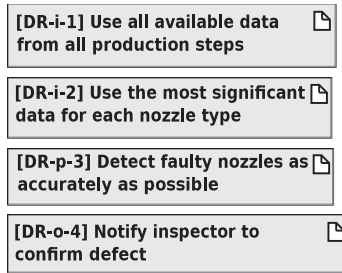 [DR-i-1] Use all available data
from all production steps
[DR-i-2] Use the most significant
data for each nozzle type
[DR-p-3] Detect faulty nozzles as
accurately as possible
[DR-o-4] Notify inspector to
confirm defect